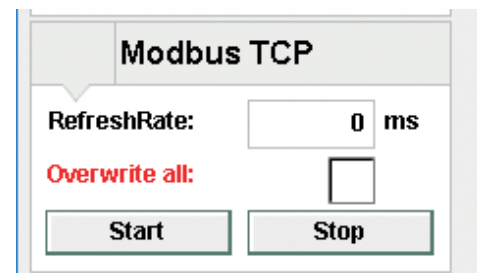 Modbus TCP
RefreshRate: 0 ms
Overwrite all:
Start Stop